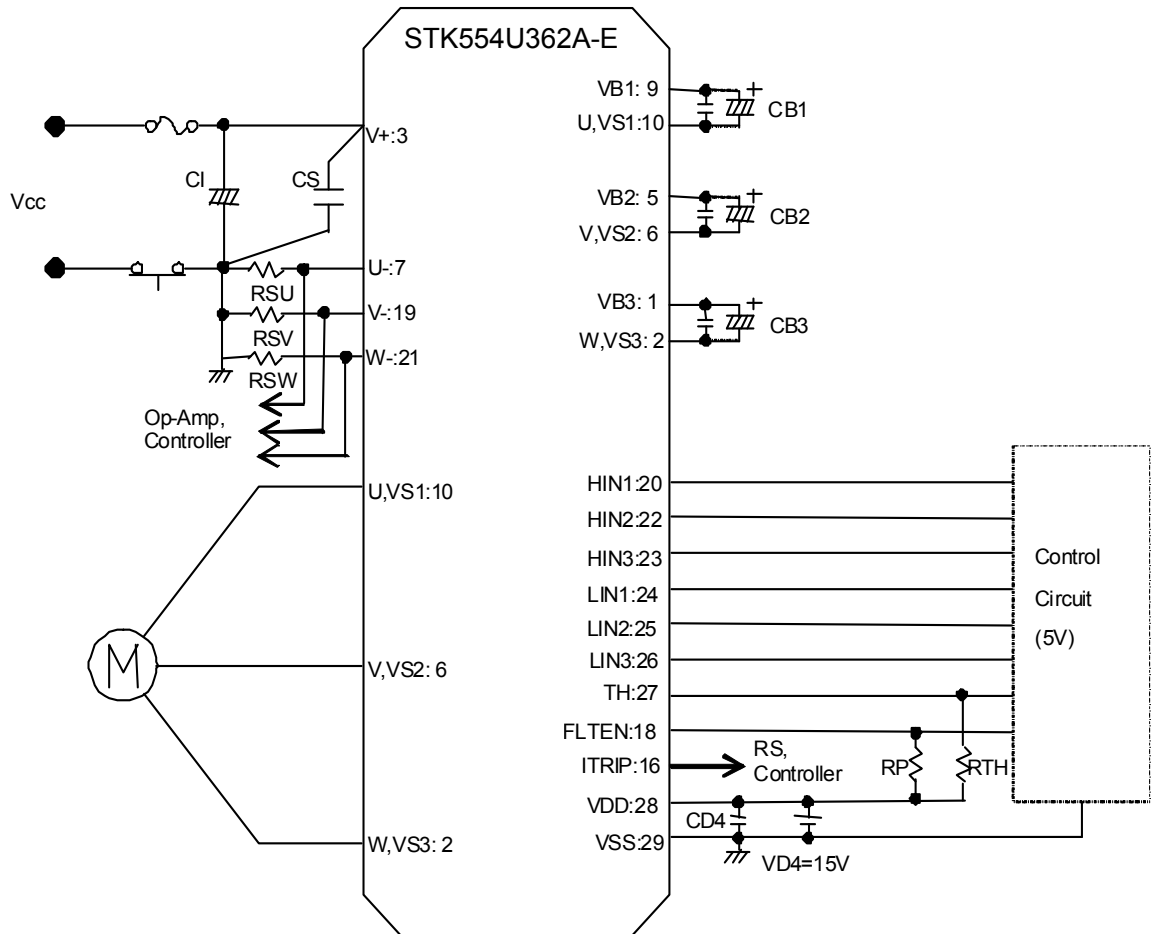 STK554U362A-E
VB1: 9
+
CB1
U,VS1:10
V+:3
CI
CS
Vcc
VB2: 5
+
CB2
V,VS2: 6
U-:7
RSU
V-:19
RSV
W-:21
RSW
VB3: 1
+
CB3
W,VS3: 2
Op-Amp,
Controller
U,VS1:10
HIN1:20
HIN2:22
HIN3:23
LIN1:24
LIN2:25
LIN3:26
TH:27
FLTEN:18
ITRIP:16
RS,
Controller
RP
RTH
VDD:28
CD4
VSS:29
VD4=15V
Control
Circuit
(5V)
M
V,VS2: 6
W,VS3: 2